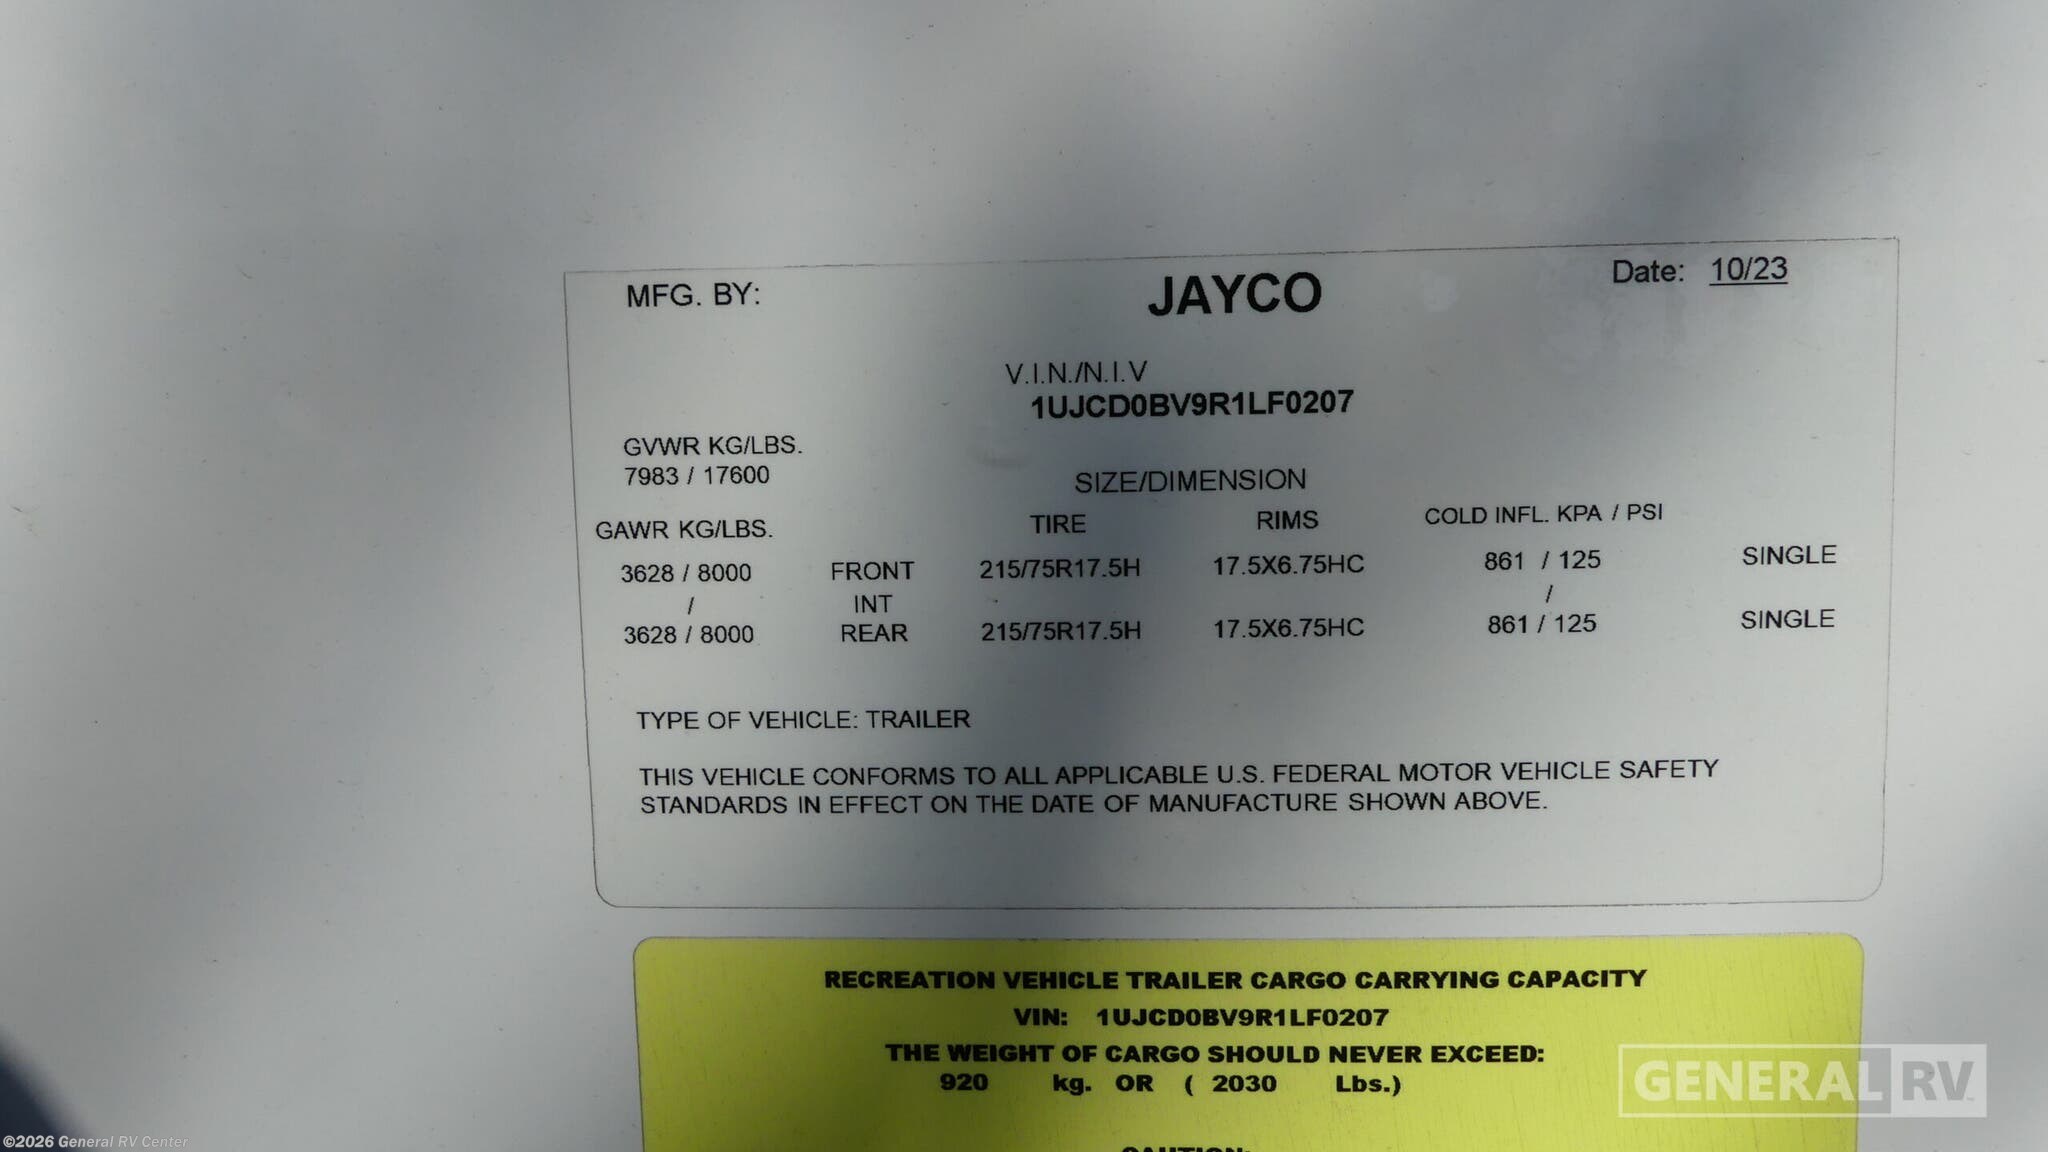 MFG. BY: JAYCO Date: 10/23
V.I.N./N.I.V
1UJCD0BV9R1LF0207
GVWR KG/LBS.
7983 / 17600
SIZE/DIMENSION
GAWR KG/LBS. TIRE RIMS COLD INFL. KPA / PSI
3628 / 8000 FRONT 215/75R17.5H 17.5X6.75HC 861 / 125 SINGLE
/ INT /
3628 / 8000 REAR 215/75R17.5H 17.5X6.75HC 861 / 125 SINGLE
TYPE OF VEHICLE: TRAILER
THIS VEHICLE CONFORMS TO ALL APPLICABLE U.S. FEDERAL MOTOR VEHICLE SAFETY
STANDARDS IN EFFECT ON THE DATE OF MANUFACTURE SHOWN ABOVE.
RECREATION VEHICLE TRAILER CARGO CARRYING CAPACITY
VIN: 1UJCD0BV9R1LF0207
THE WEIGHT OF CARGO SHOULD NEVER EXCEED:
920 kg. OR ( 2030 Lbs.)
CAUTION:
GENERAL RV
©2026 General RV Center